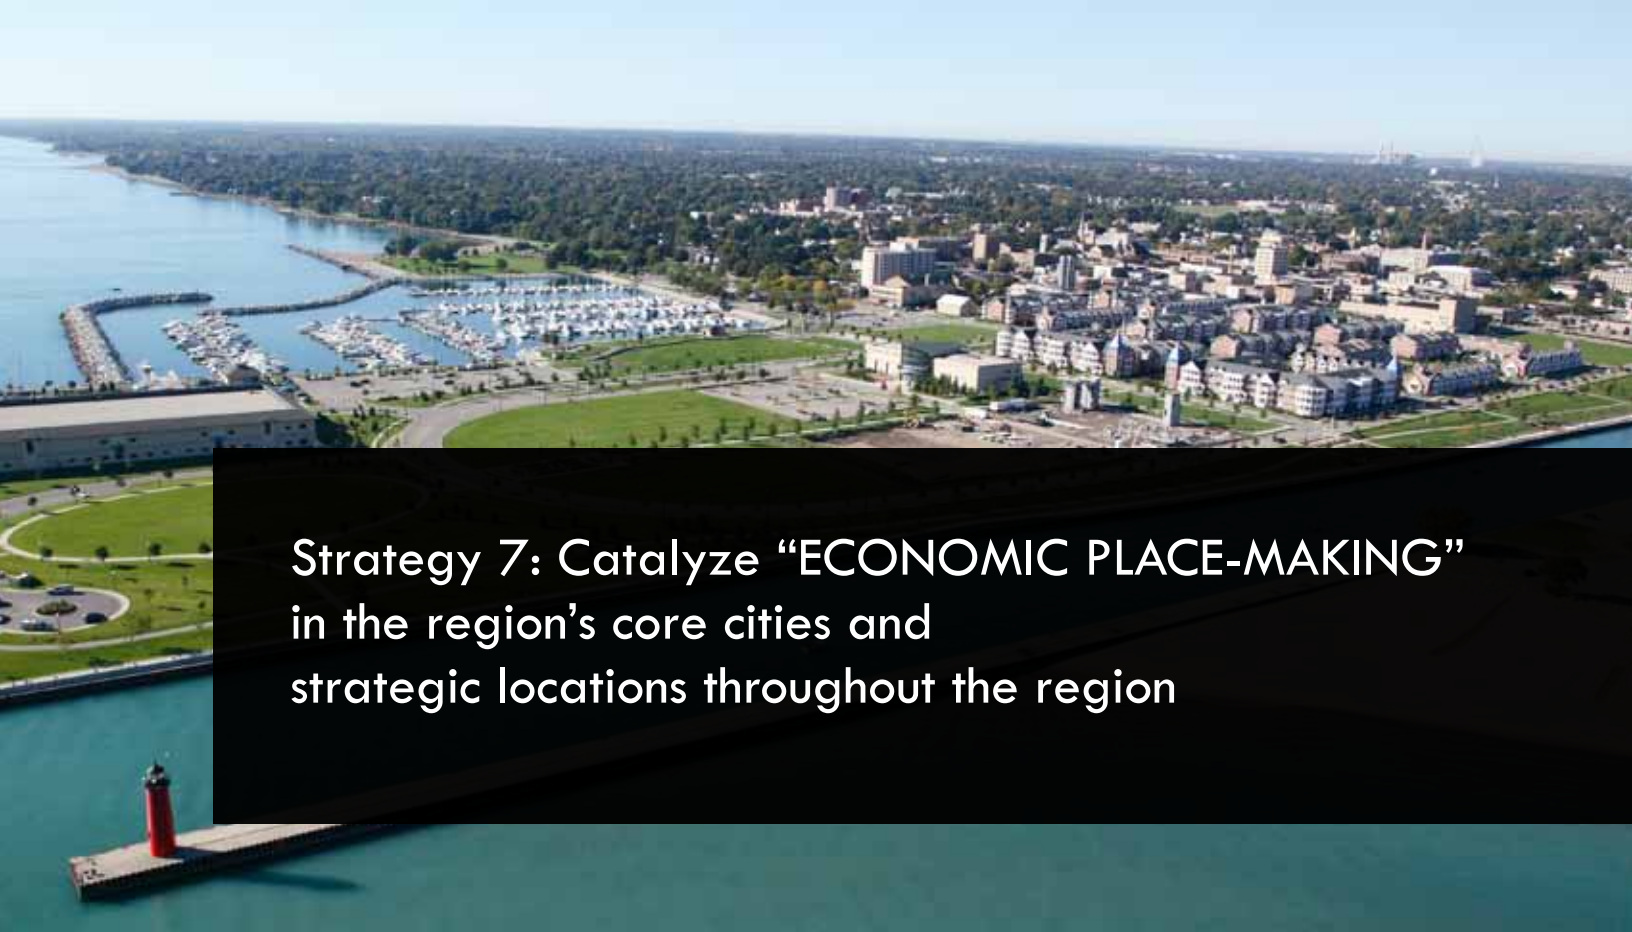 Strategy 7: Catalyze “ECONOMIC PLACE-MAKING”
in the region’s core cities and
strategic locations throughout the region